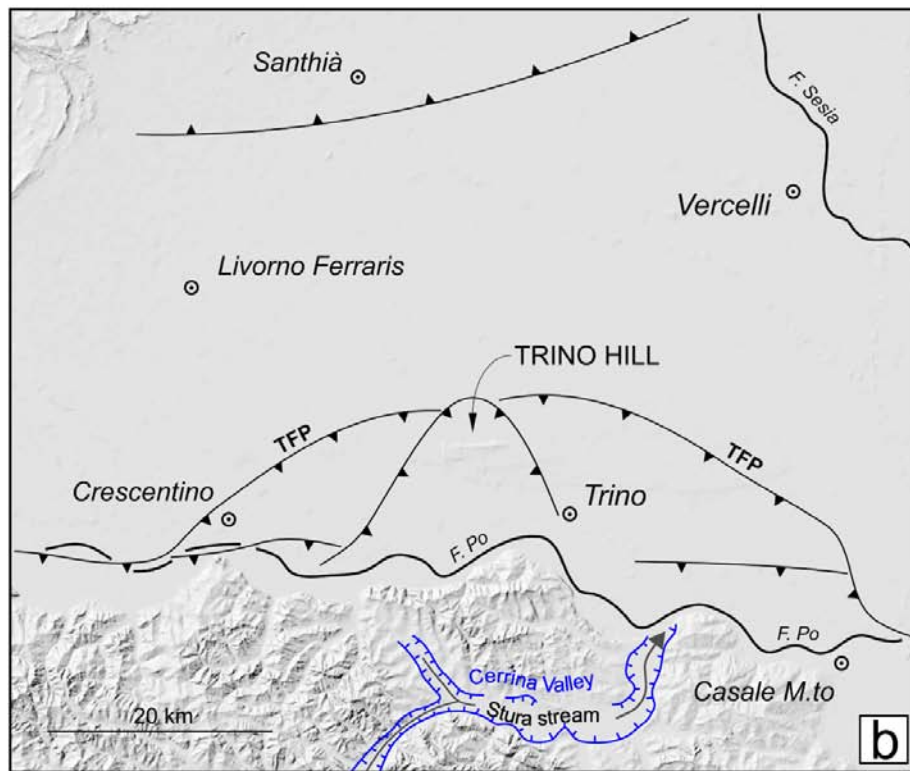 Santhià
F. Sesia
Vercelli
Livorno Ferraris
TRINO HILL
TFP
TFP
Crescentino
Trino
F. Po
F. Po
Cerrina Valley
Stura stream
Casale M.to
20 km
b